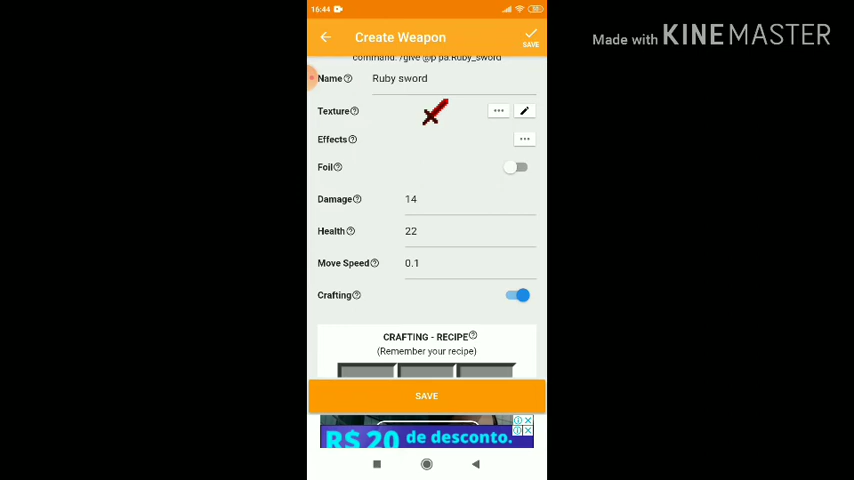 16:44
Made with KINEMASTER
Create Weapon
SAVE
command: /give @p pa:Ruby_sword
Name
Ruby sword
Texture
Effects
Foil
Damage
14
Health
22
Move Speed
0.1
Crafting
CRAFTING - RECIPE
(Remember your recipe)
SAVE
R$ 20 de desconto.